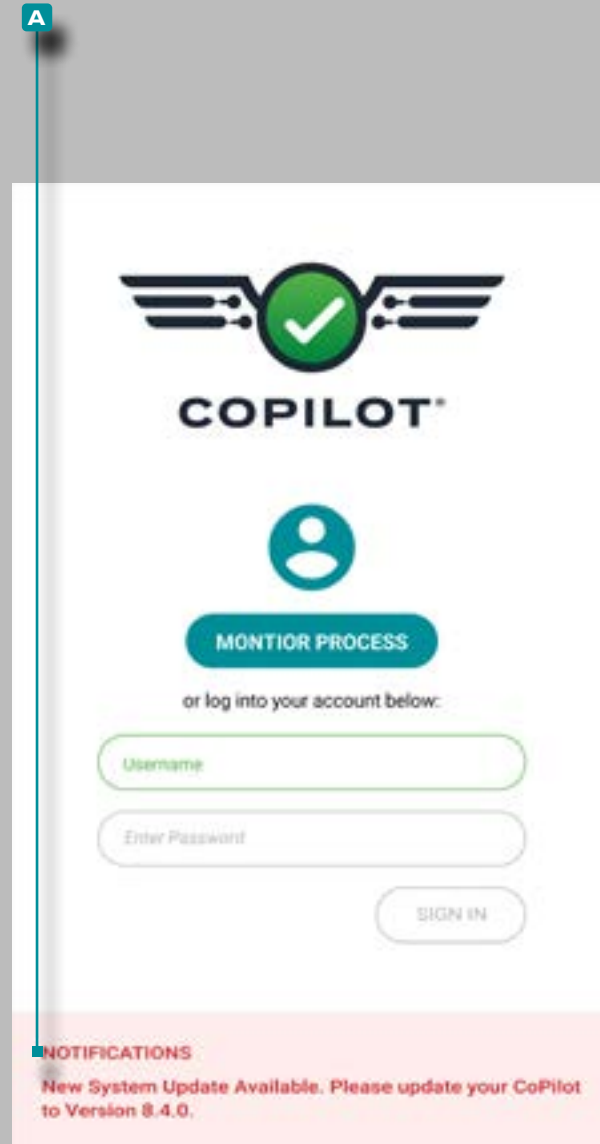 A
COPILOT®
MONTIOR PROCESS
or log into your account below:
Username
Enter Password
SIGN IN
NOTIFICATIONS
New System Update Available. Please update your CoPilot
to Version 8.4.0.